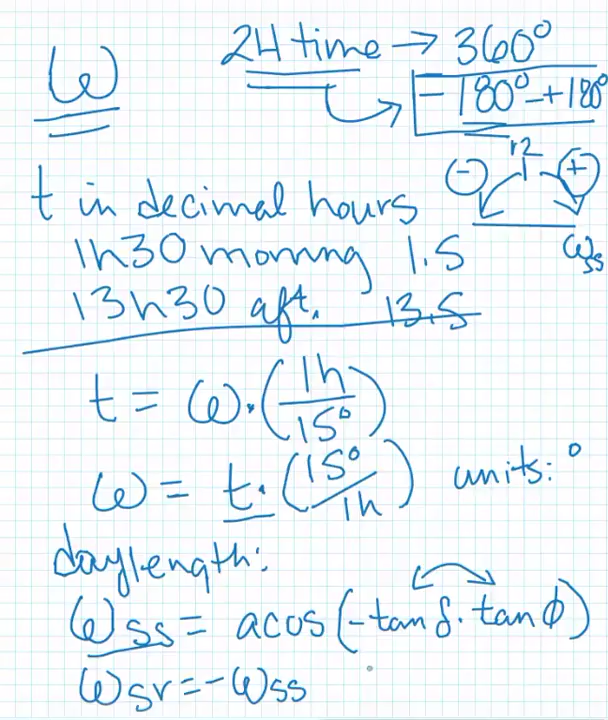 ω 24 time → 360°
-180° - +180°
12
- +
ωss
t in decimal hours
1h30 morning 1.5
13h30 aft. 13.5
t = ω · (1h / 15°)
ω = t · (15° / 1h) units: °
daylength:
ωss = acos (-tan δ · tan ϕ)
ωsr = -ωss